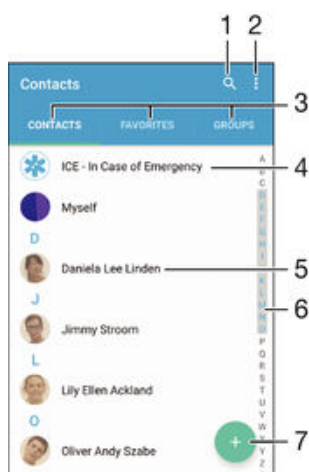 1 2
Contacts
3
CONTACTS FAVORITES GROUPS
ICE - In Case of Emergency 4
Myself
D
Daniela Lee Linden 5
J
Jimmy Stroom
6
L
Lily Ellen Ackland
O
Oliver Andy Szabe
+ 7
A
B
C
D
E
F
G
H
I
K
L
M
N
O
P
Q
R
S
T
U
V
W
Y
Z